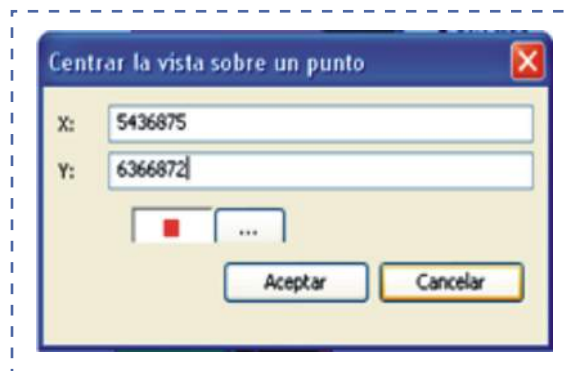 Centrar la vista sobre un punto
X: 5436875
Y: 6366872
...
Aceptar Cancelar